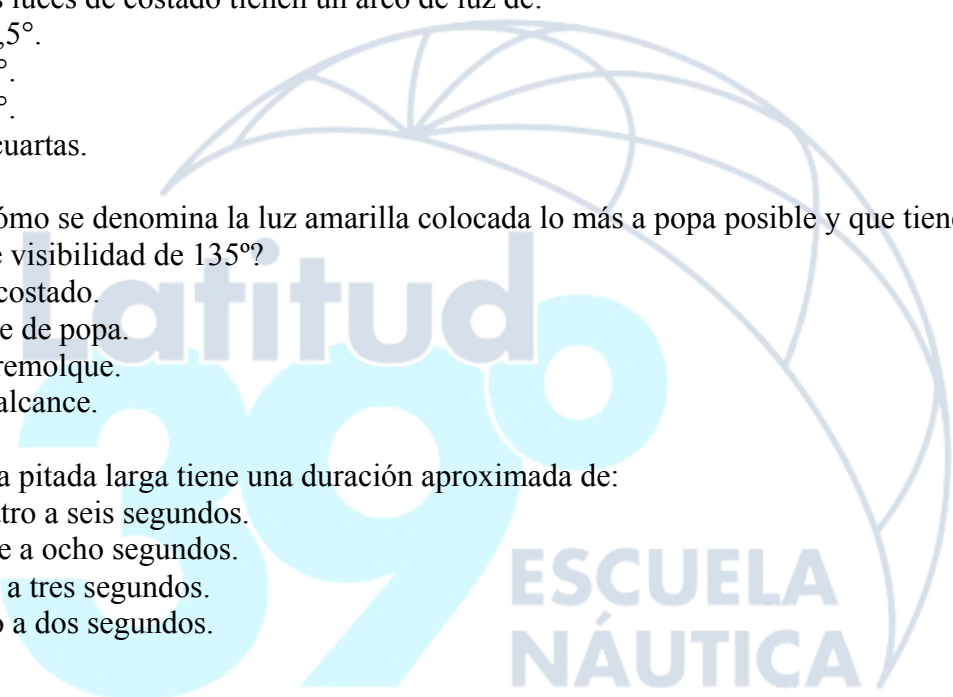 luces de costado tienen un arco de luz de:
,5°.
°.
°.
cuartas.
ómo se denomina la luz amarilla colocada lo más a popa posible y que tiene
e visibilidad de 135º?
costado.
e de popa.
remolque.
alcance.
a pitada larga tiene una duración aproximada de:
tro a seis segundos.
e a ocho segundos.
a tres segundos.
o a dos segundos.
Latitud
39º
ESCUELA
NÁUTICA